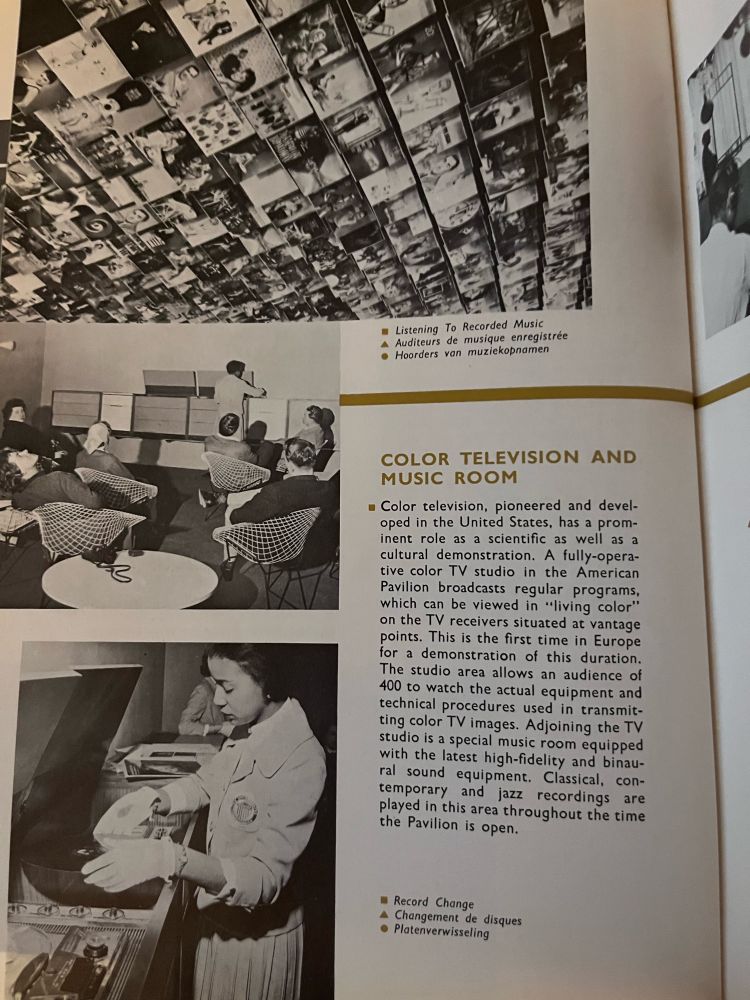 ■ Listening To Recorded Music
▲ Auditeurs de musique enregistrée
● Hoorders van muziekopnamen
COLOR TELEVISION AND
MUSIC ROOM
■ Color television, pioneered and devel-
oped in the United States, has a prom-
inent role as a scientific as well as a
cultural demonstration. A fully-opera-
tive color TV studio in the American
Pavilion broadcasts regular programs,
which can be viewed in "living color"
on the TV receivers situated at vantage
points. This is the first time in Europe
for a demonstration of this duration.
The studio area allows an audience of
400 to watch the actual equipment and
technical procedures used in transmit-
ting color TV images. Adjoining the TV
studio is a special music room equipped
with the latest high-fidelity and binau-
ral sound equipment. Classical, con-
temporary and jazz recordings are
played in this area throughout the time
the Pavilion is open.
■ Record Change
▲ Changement de disques
● Platenverwisseling